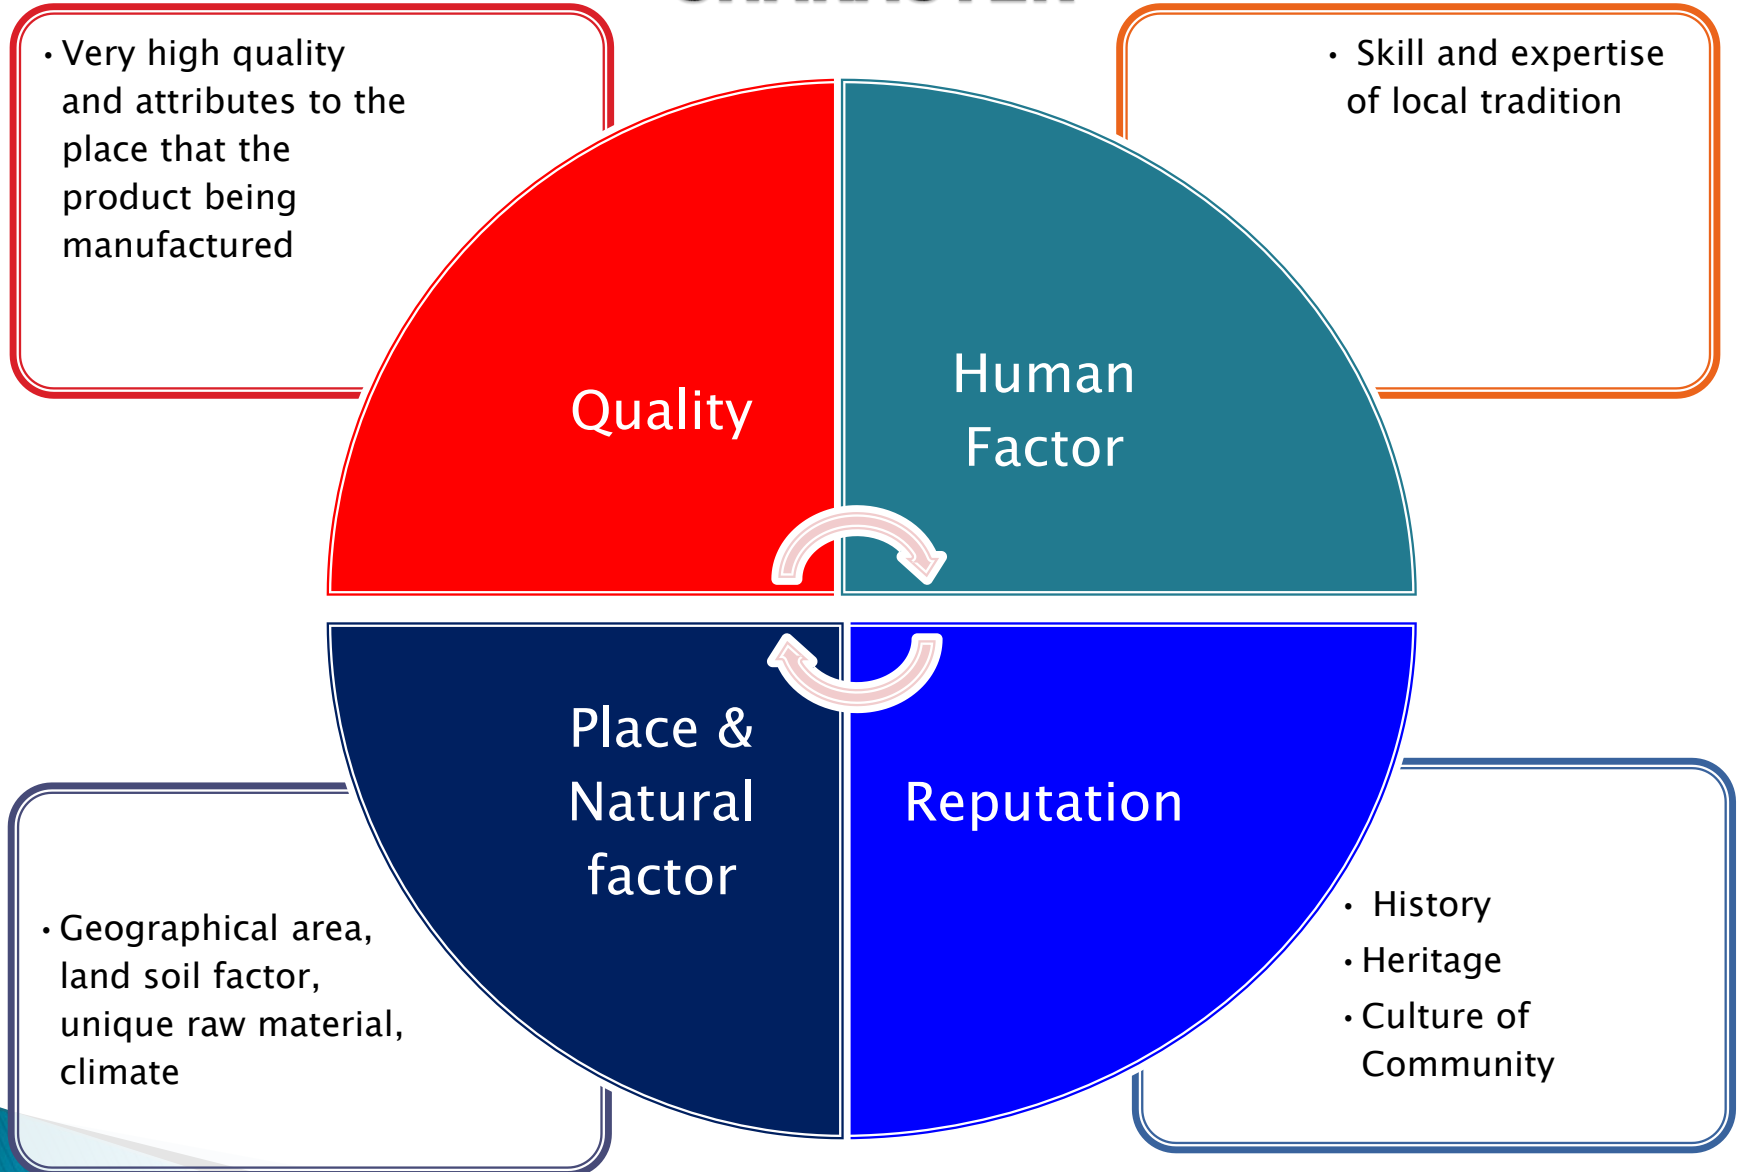 • Very high quality
and attributes to the
place that the
product being
manufactured
• Skill and expertise
of local tradition
Quality
Human
Factor
Place &
Natural
factor
Reputation
• Geographical area,
land soil factor,
unique raw material,
climate
• History
• Heritage
• Culture of
Community